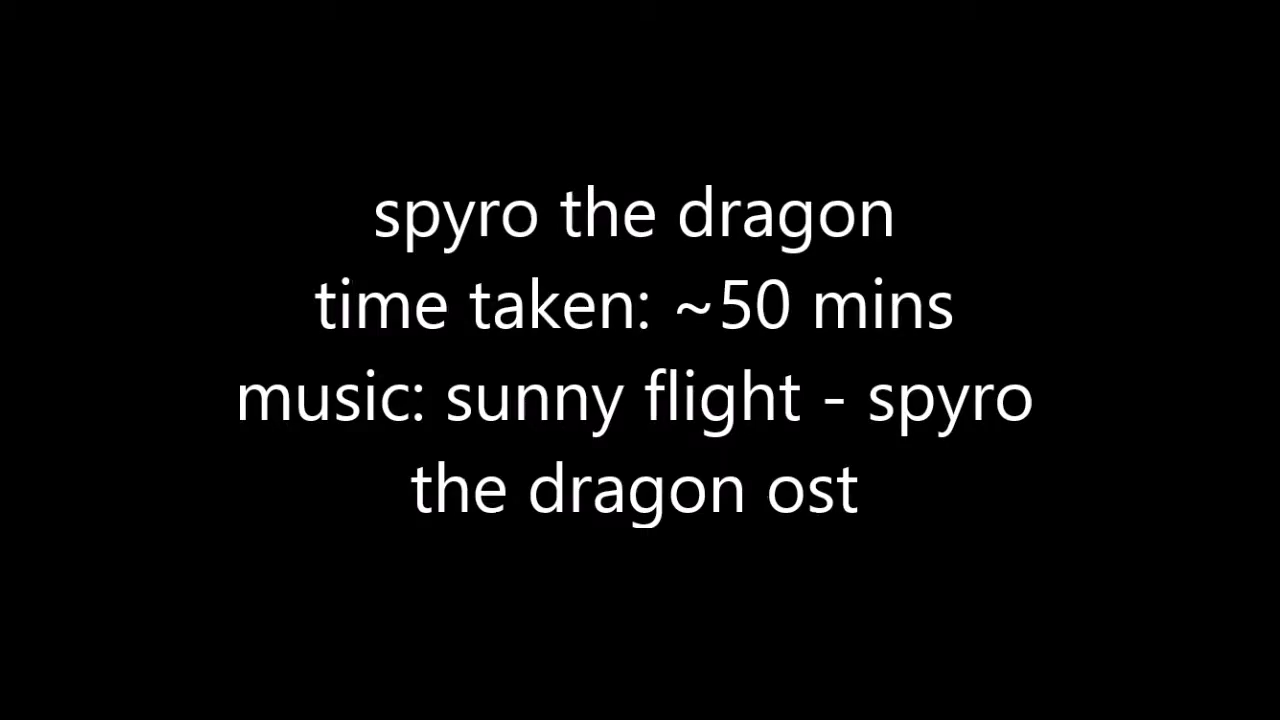 spyro the dragon
time taken: ~50 mins
music: sunny flight - spyro
the dragon ost